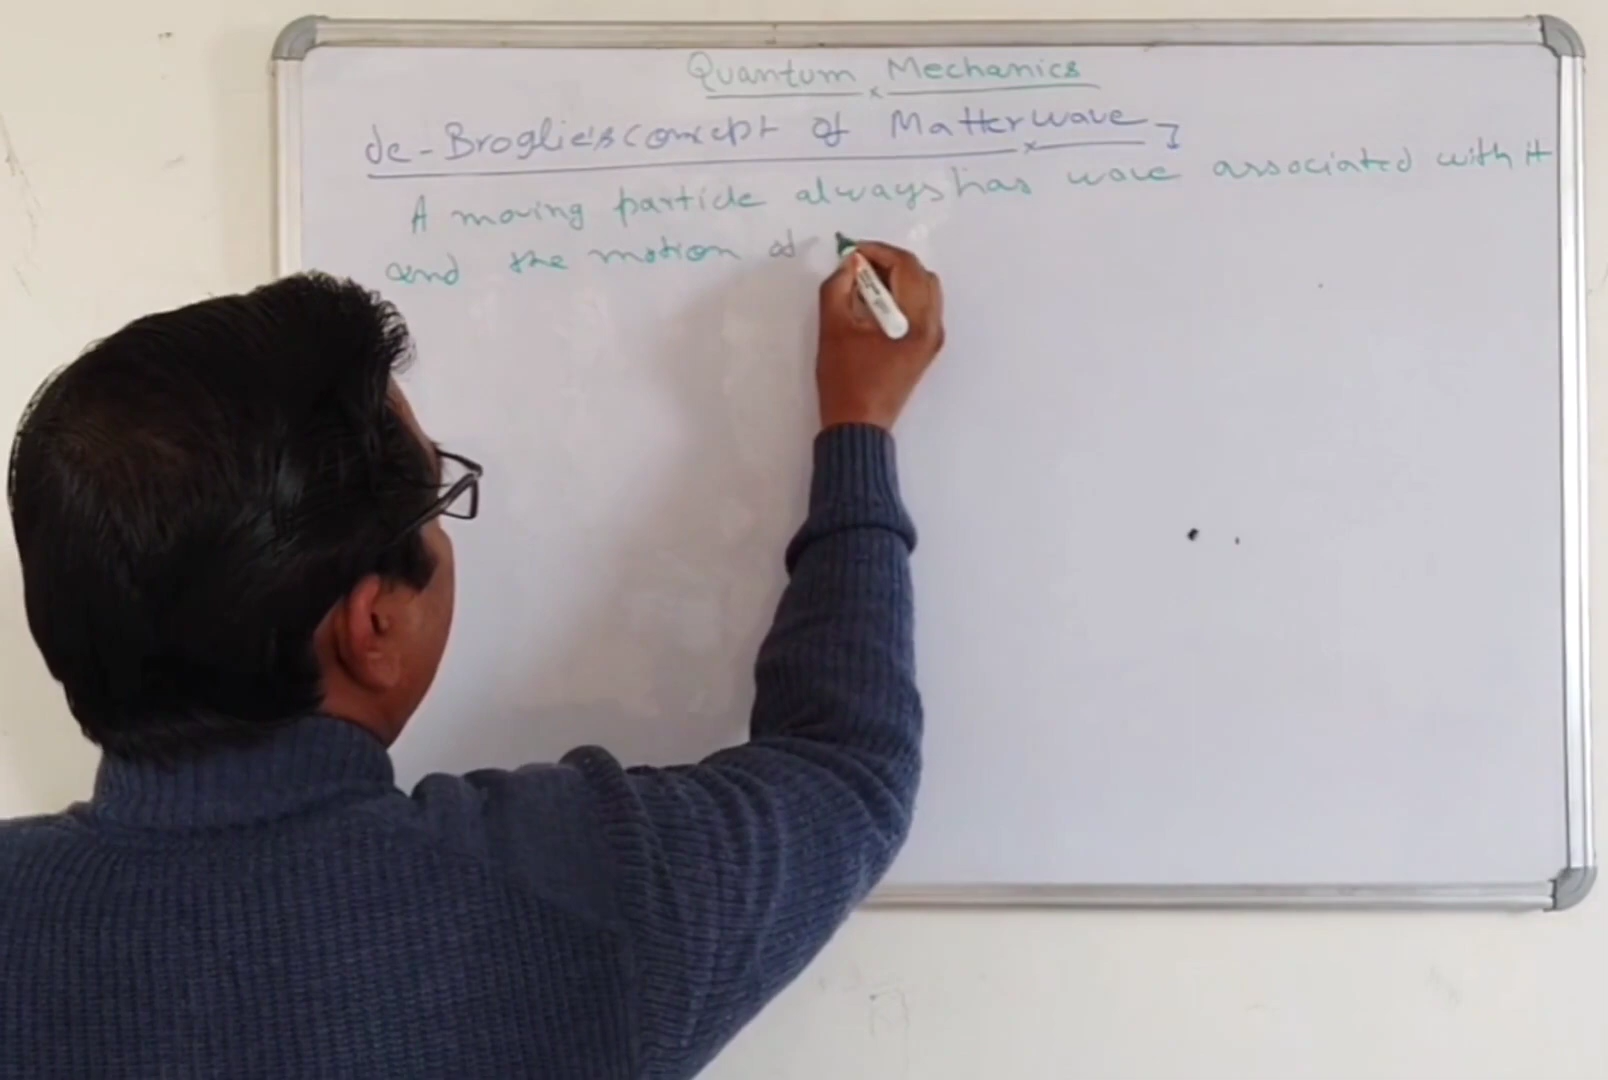 Quantum Mechanics
de-Broglie's concept of Matter wave
A moving particle always has wave associated with it
and the motion of